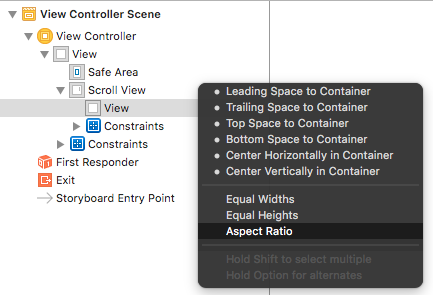 View Controller Scene
View Controller
View
Safe Area
Scroll View
View
Constraints
Constraints
First Responder
Exit
Storyboard Entry Point
Leading Space to Container
Trailing Space to Container
Top Space to Container
Bottom Space to Container
Center Horizontally in Container
Center Vertically in Container
Equal Widths
Equal Heights
Aspect Ratio
Hold Shift to select multiple
Hold Option for alternates